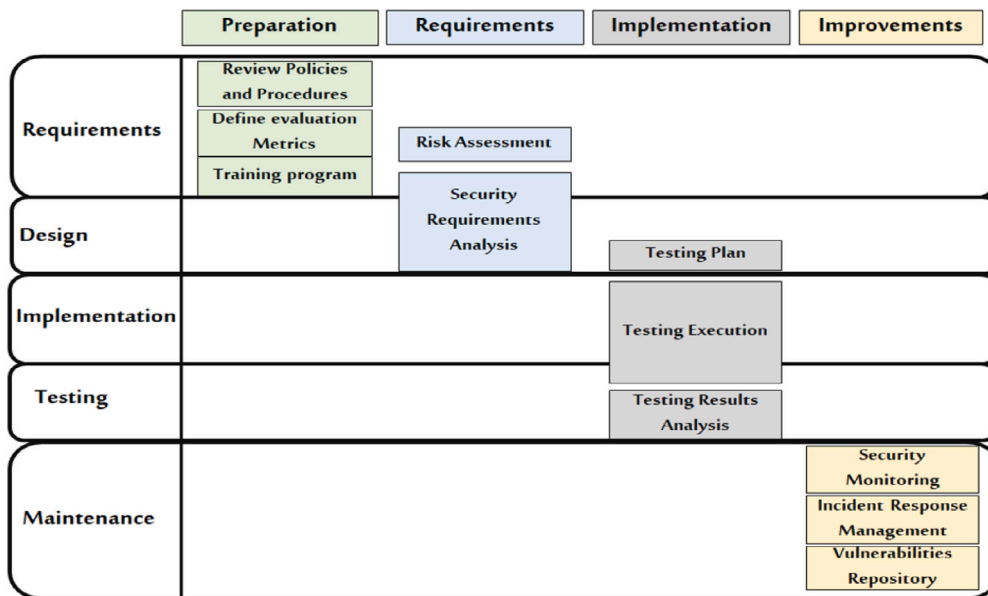 Preparation Requirements Implementation Improvements
Requirements
Review Policies
and Procedures
Define evaluation
Metrics
Training program
Risk Assessment
Security
Requirements
Analysis
Design
Testing Plan
Implementation
Testing Execution
Testing
Testing Results
Analysis
Maintenance
Security
Monitoring
Incident Response
Management
Vulnerabilities
Repository